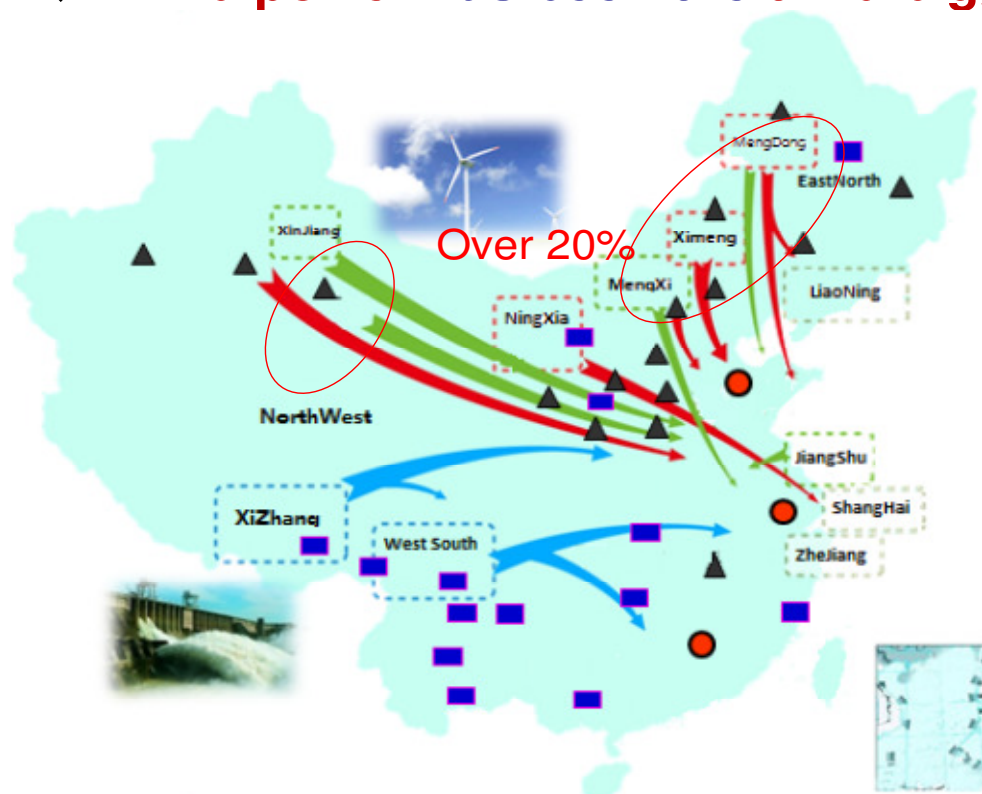 MengDong
EastNorth
XinJiang
Over 20%
Ximeng
MengXi
LiaoNing
NingXia
NorthWest
JiangShu
ShangHai
XiZhang
West South
ZheJiang